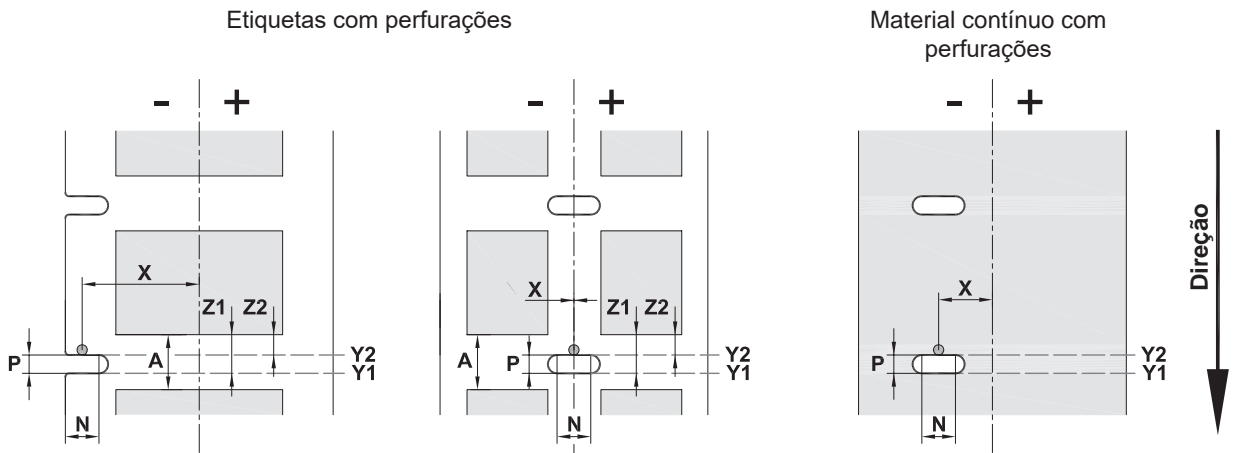 Etiquetas com perfurações
Material contínuo com
perfurações
- +
- +
- +
X
Z1 Z2
P
A
Y2
Y1
N
X
Z1 Z2
A
P
Y2
Y1
N
X
P
Y2
Y1
N
Direção